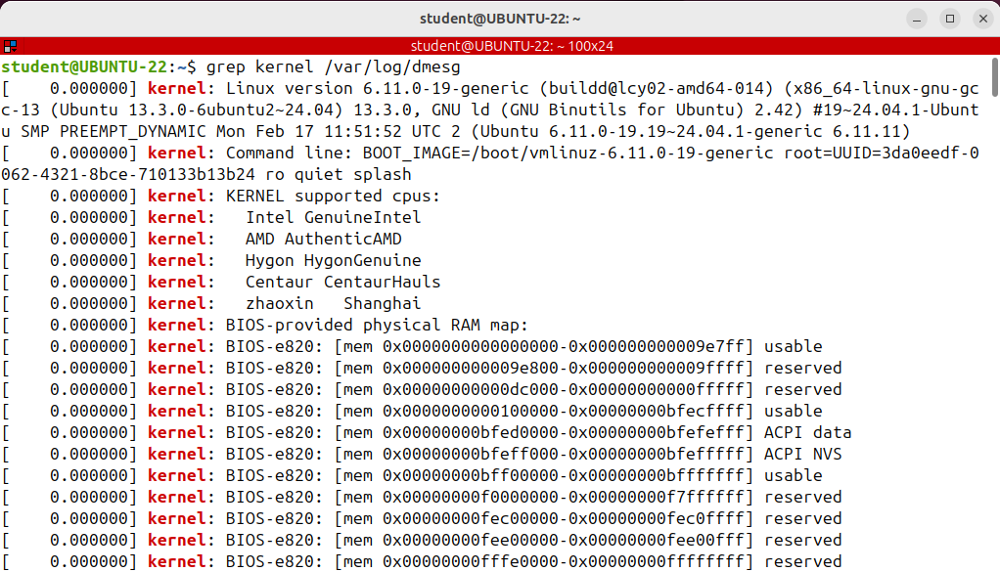 student@UBUNTU-22: ~
student@UBUNTU-22: ~ 100x24
student@UBUNTU-22:~$ grep kernel /var/log/dmesg
[    0.000000] kernel: Linux version 6.11.0-19-generic (buildd@lcy02-amd64-014) (x86_64-linux-gnu-gc
c-13 (Ubuntu 13.3.0-6ubuntu2~24.04) 13.3.0, GNU ld (GNU Binutils for Ubuntu) 2.42) #19~24.04.1-Ubunt
u SMP PREEMPT_DYNAMIC Mon Feb 17 11:51:52 UTC 2 (Ubuntu 6.11.0-19.19~24.04.1-generic 6.11.11)
[    0.000000] kernel: Command line: BOOT_IMAGE=/boot/vmlinuz-6.11.0-19-generic root=UUID=3da0eedf-0
062-4321-8bce-710133b13b24 ro quiet splash
[    0.000000] kernel: KERNEL supported cpus:
[    0.000000] kernel:   Intel GenuineIntel
[    0.000000] kernel:   AMD AuthenticAMD
[    0.000000] kernel:   Hygon HygonGenuine
[    0.000000] kernel:   Centaur CentaurHauls
[    0.000000] kernel:   zhaoxin   Shanghai
[    0.000000] kernel: BIOS-provided physical RAM map:
[    0.000000] kernel: BIOS-e820: [mem 0x0000000000000000-0x000000000009e7ff] usable
[    0.000000] kernel: BIOS-e820: [mem 0x000000000009e800-0x000000000009ffff] reserved
[    0.000000] kernel: BIOS-e820: [mem 0x00000000000dc000-0x00000000000fffff] reserved
[    0.000000] kernel: BIOS-e820: [mem 0x0000000000100000-0x00000000bfecffff] usable
[    0.000000] kernel: BIOS-e820: [mem 0x00000000bfed0000-0x00000000bfefefff] ACPI data
[    0.000000] kernel: BIOS-e820: [mem 0x00000000bfeff000-0x00000000bfefffff] ACPI NVS
[    0.000000] kernel: BIOS-e820: [mem 0x00000000bff00000-0x00000000bfffffff] usable
[    0.000000] kernel: BIOS-e820: [mem 0x00000000f0000000-0x00000000f7ffffff] reserved
[    0.000000] kernel: BIOS-e820: [mem 0x00000000fec00000-0x00000000fec0ffff] reserved
[    0.000000] kernel: BIOS-e820: [mem 0x00000000fee00000-0x00000000fee00fff] reserved
[    0.000000] kernel: BIOS-e820: [mem 0x00000000fffe0000-0x00000000ffffffff] reserved